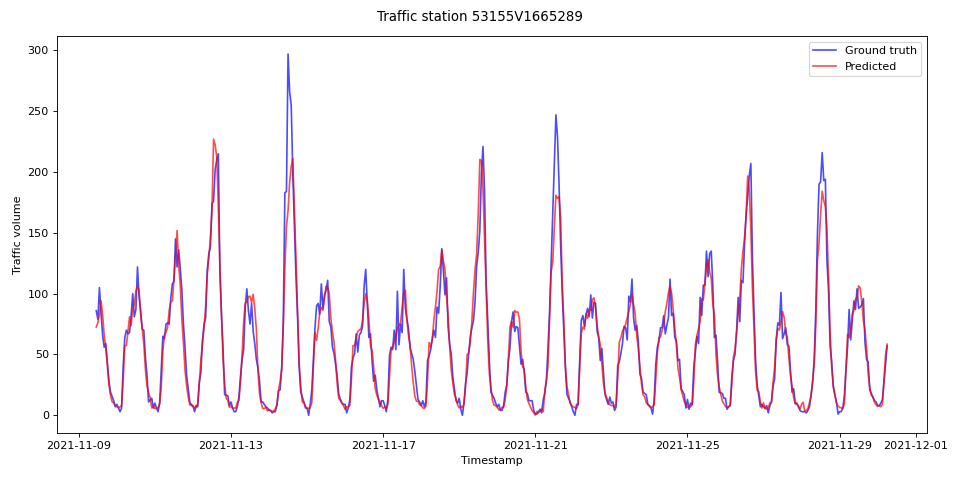 Traffic station 53155V1665289
Ground truth
Predicted
300
250
200
150
100
50
0
Traffic volume
2021-11-09
2021-11-13
2021-11-17
2021-11-21
2021-11-25
2021-11-29
2021-12-01
Timestamp